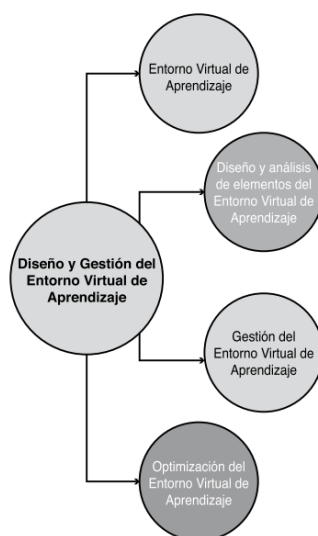 Entorno Virtual de
Aprendizaje
Diseño y análisis
de elementos del
Entorno Virtual de
Aprendizaje
Diseño y Gestión del
Entorno Virtual de
Aprendizaje
Gestión del
Entorno Virtual de
Aprendizaje
Optimización del
Entorno Virtual de
Aprendizaje